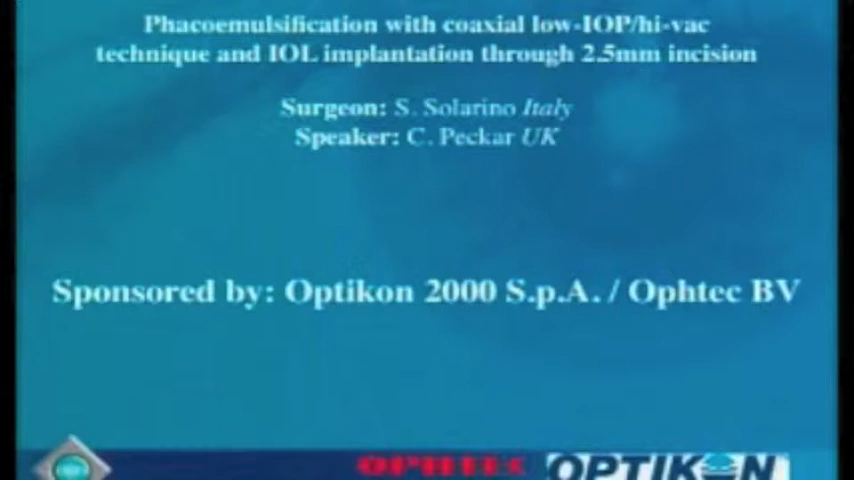 Phacoemulsification with coaxial low-IOP/hi-vac
technique and IOL implantation through 2.5mm incision
Surgeon: S. Solarino Italy
Speaker: C. Peckar UK
Sponsored by: Optikon 2000 S.p.A. / Ophtec BV
OPHTEC OPTIKON